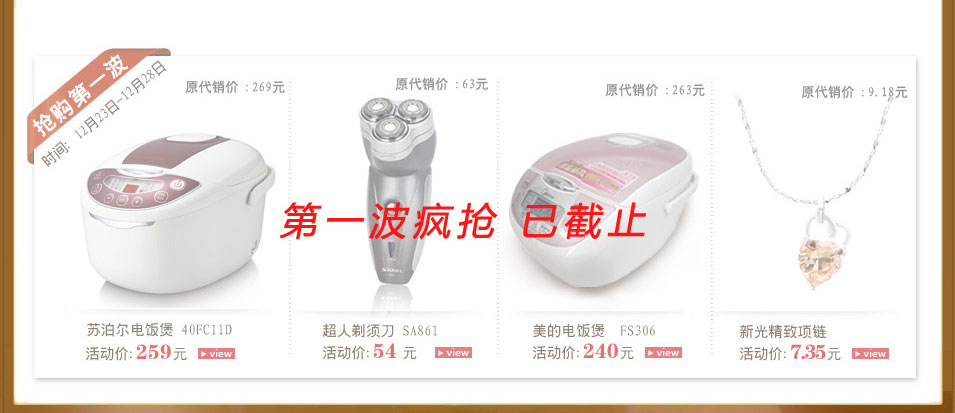 抢购第一波
时间：12月23日-12月28日
原代销价：269元
原代销价：63元
原代销价：263元
原代销价：9.18元
第一波疯抢 已截止
苏泊尔电饭煲 40FC11D
活动价:259元 view
超人剃须刀 SA861
活动价:54 元 view
美的电饭煲 FS306
活动价:240 元 view
新光精致项链
活动价:7.35元 view